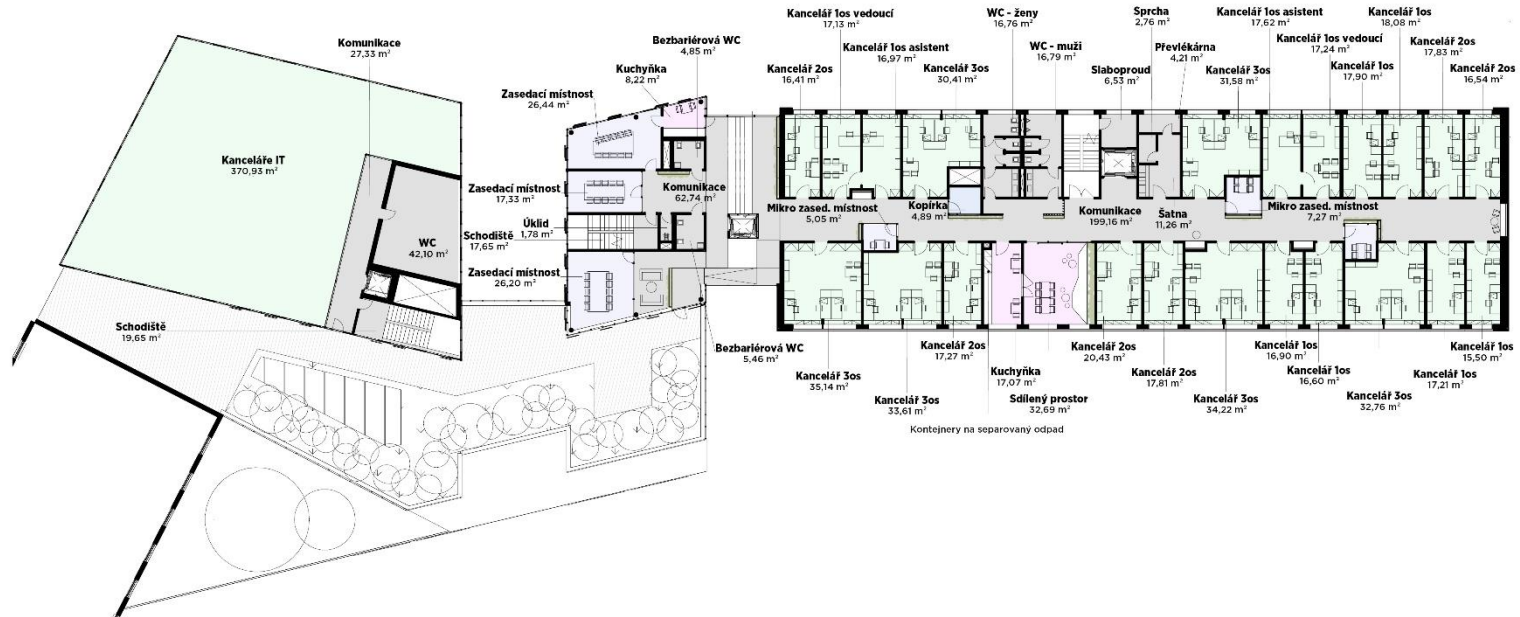 Komunikace
27,33 m²
Kanceláře IT
370,93 m²
WC
42,10 m²
Schodiště
19,65 m²
Bezbariérová WC
4,85 m²
Kuchyňka
8,22 m²
Zasedací místnost
26,44 m²
Zasedací místnost
17,33 m²
Komunikace
62,74 m²
Úklid
1,78 m²
Schodiště
17,65 m²
Zasedací místnost
26,20 m²
Bezbariérová WC
5,46 m²
Kancelář 1os vedoucí
17,13 m²
Kancelář 2os
16,41 m²
Kancelář 1os asistent
16,97 m²
Kancelář 3os
30,41 m²
WC - ženy
16,76 m²
WC - muži
16,79 m²
Slaboproud
6,53 m²
Sprcha
2,76 m²
Převlékárna
4,21 m²
Kancelář 3os
31,58 m²
Kancelář 1os asistent
17,62 m²
Kancelář 1os vedoucí
17,24 m²
Kancelář 1os
17,90 m²
Kancelář 1os
18,08 m²
Kancelář 2os
17,83 m²
Kancelář 2os
16,54 m²
Mikro zased. místnost
5,05 m²
Kopírka
4,89 m²
Komunikace
199,16 m²
Šatna
11,26 m²
Mikro zased. místnost
7,27 m²
Kancelář 3os
35,14 m²
Kancelář 3os
33,61 m²
Kancelář 2os
17,27 m²
Kuchyňka
17,07 m²
Sdílený prostor
32,69 m²
Kontejnery na separovaný odpad
Kancelář 2os
20,43 m²
Kancelář 2os
17,81 m²
Kancelář 3os
34,22 m²
Kancelář 1os
16,90 m²
Kancelář 1os
16,60 m²
Kancelář 3os
32,76 m²
Kancelář 1os
17,21 m²
Kancelář 1os
15,50 m²